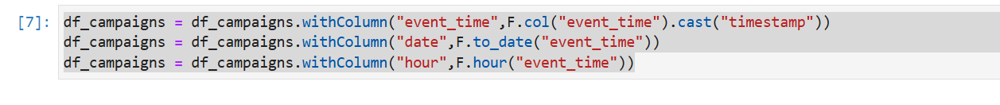 [7]: df_campaigns = df_campaigns.withColumn("event_time",F.col("event_time").cast("timestamp"))
df_campaigns = df_campaigns.withColumn("date",F.to_date("event_time"))
df_campaigns = df_campaigns.withColumn("hour",F.hour("event_time"))